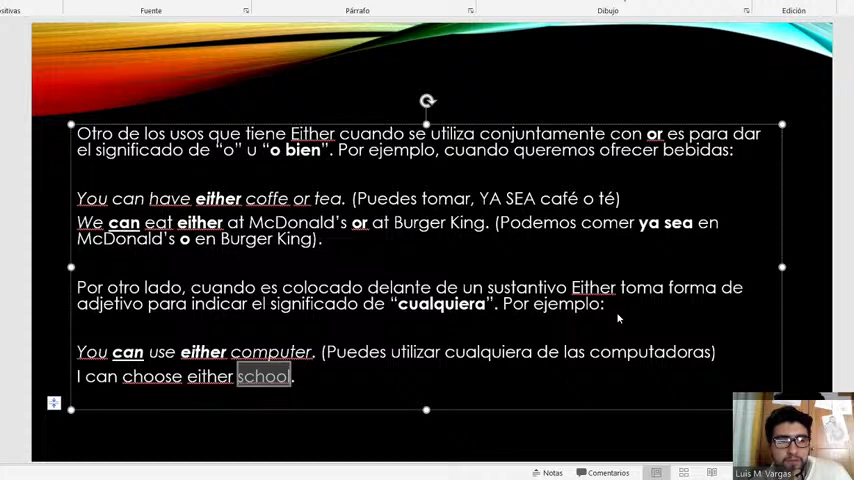 ositivas
Fuente
Párrafo
Dibujo
Edición
Otro de los usos que tiene Either cuando se utiliza conjuntamente con or es para dar
el significado de “o” u “o bien”. Por ejemplo, cuando queremos ofrecer bebidas:
You can have either coffe or tea. (Puedes tomar, YA SEA café o té)
We can eat either at McDonald’s or at Burger King. (Podemos comer ya sea en
McDonald’s o en Burger King).
Por otro lado, cuando es colocado delante de un sustantivo Either toma forma de
adjetivo para indicar el significado de “cualquiera”. Por ejemplo:
You can use either computer. (Puedes utilizar cualquiera de las computadoras)
I can choose either school.
Luis M. Vargas
Notas
Comentarios